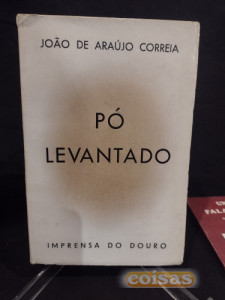 JOÃO DE ARAÚJO CORREIA
PÓ
LEVANTADO
IMPRENSA DO DOURO
coisas